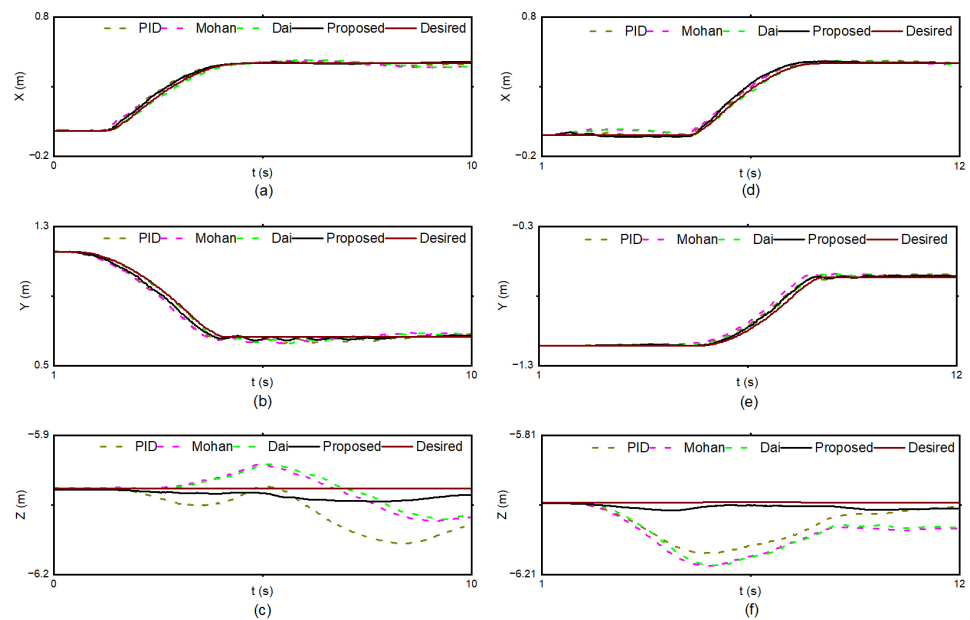 0.8
PID Mohan Dai Proposed Desired
X (m)
−0.2
0 10
t (s)
(a)
0.8
PID Mohan Dai Proposed Desired
X (m)
−0.2
1 12
t (s)
(d)
1.3
PID Mohan Dai Proposed Desired
Y (m)
0.5
1 10
t (s)
(b)
−0.3
PID Mohan Dai Proposed Desired
Y (m)
−1.3
1 12
t (s)
(e)
−5.9
PID Mohan Dai Proposed Desired
Z (m)
−6.2
0 10
t (s)
(c)
−5.81
PID Mohan Dai Proposed Desired
Z (m)
−6.21
1 12
t (s)
(f)